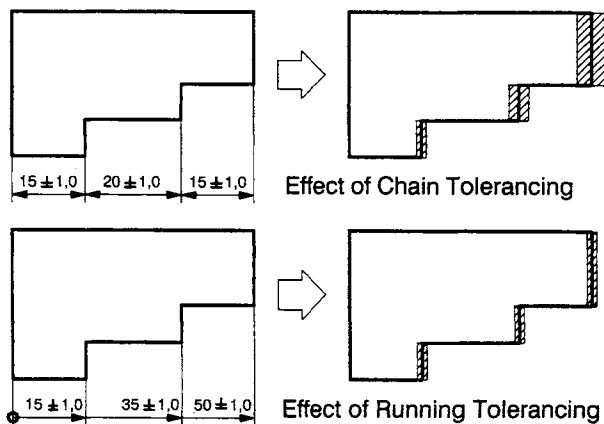 15 ±1,0 20 ±1,0 15 ±1,0
Effect of Chain Tolerancing
15 ±1,0 35 ±1,0 50 ±1,0
Effect of Running Tolerancing